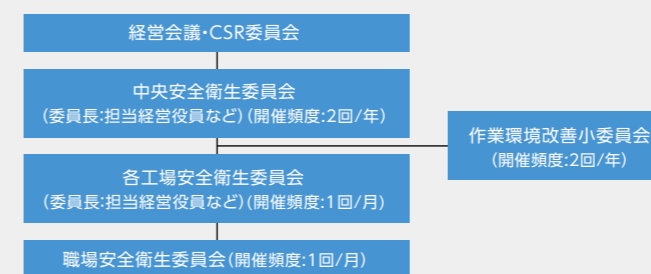 経営会議・CSR委員会
中央安全衛生委員会
(委員長:担当経営役員など)(開催頻度:2回/年)
作業環境改善小委員会
(開催頻度:2回/年)
各工場安全衛生委員会
(委員長:担当経営役員など)(開催頻度:1回/月)
職場安全衛生委員会(開催頻度:1回/月)